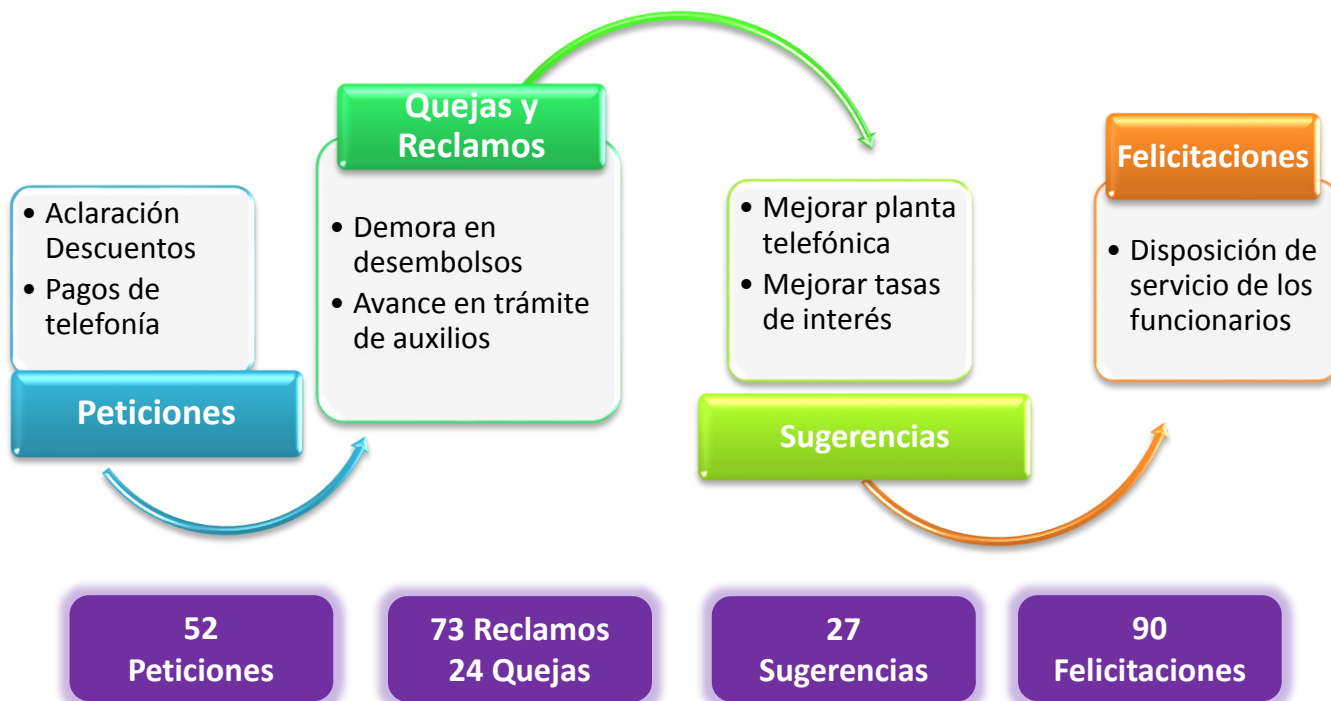 • Aclaración
Descuentos
• Pagos de
telefonía
Peticiones
Quejas y
Reclamos
• Demora en
desembolsos
• Avance en trámite
de auxilios
• Mejorar planta
telefónica
• Mejorar tasas
de interés
Sugerencias
Felicitaciones
• Disposición de
servicio de los
funcionarios
52
Peticiones
73 Reclamos
24 Quejas
27
Sugerencias
90
Felicitaciones